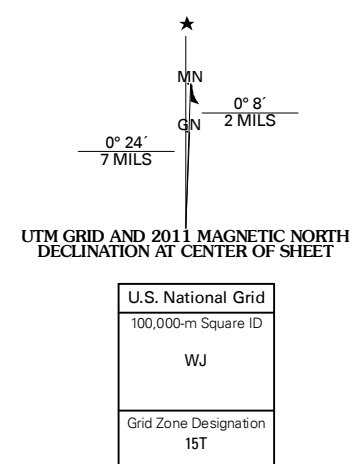 ★
MN
GN
0° 8´
2 MILS
0° 24´
7 MILS
UTM GRID AND 2011 MAGNETIC NORTH
DECLINATION AT CENTER OF SHEET
U.S. National Grid
100,000-m Square ID
WJ
Grid Zone Designation
15T